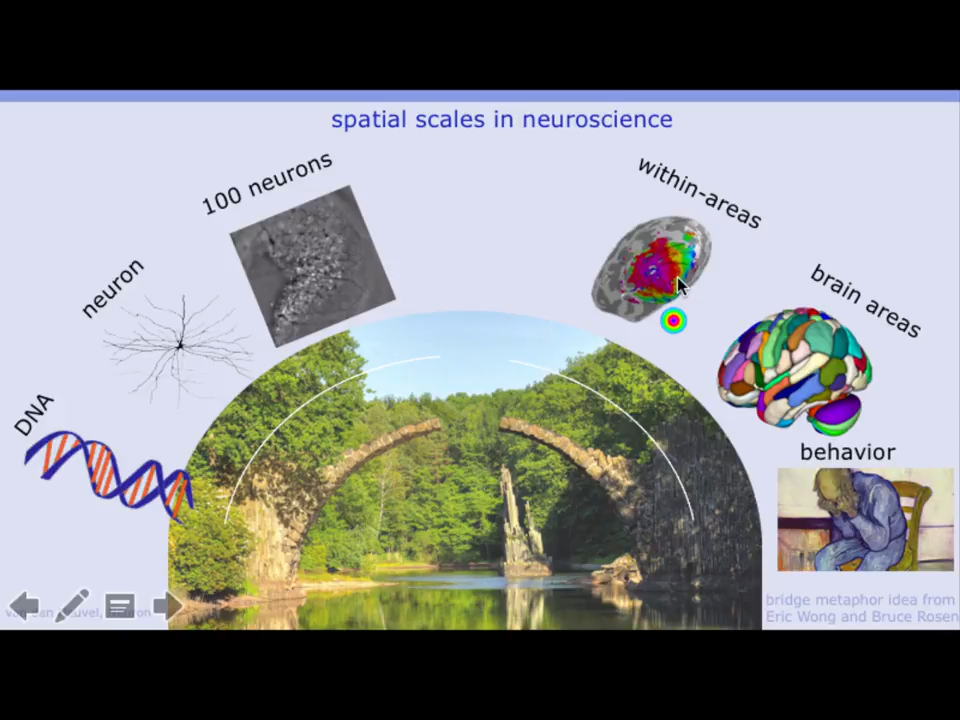 spatial scales in neuroscience
100 neurons
within-areas
neuron
brain areas
DNA
behavior
bridge metaphor idea from
Eric Wong and Bruce Rosen